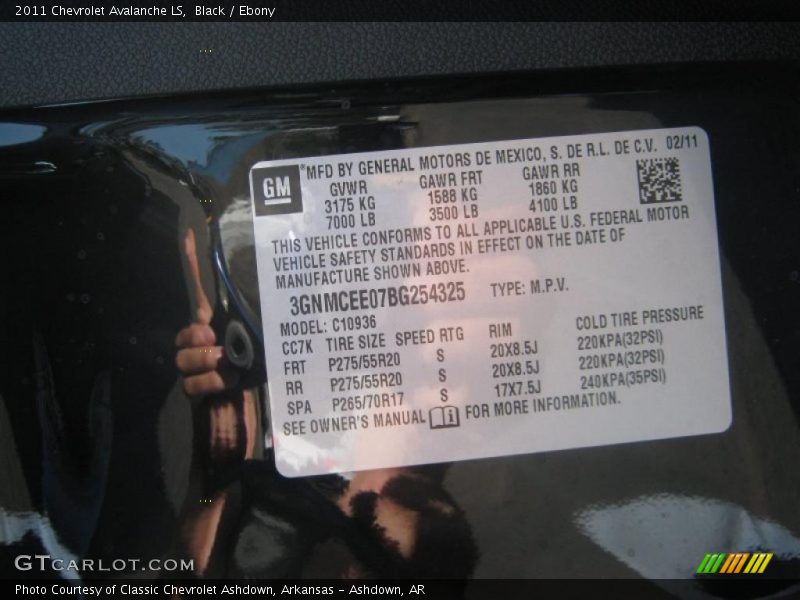 2011 Chevrolet Avalanche LS, Black / Ebony
GM ®MFD BY GENERAL MOTORS DE MEXICO, S. DE R.L. DE C.V. 02/11
GVWR GAWR FRT GAWR RR
3175 KG 1588 KG 1860 KG
7000 LB 3500 LB 4100 LB
THIS VEHICLE CONFORMS TO ALL APPLICABLE U.S. FEDERAL MOTOR
VEHICLE SAFETY STANDARDS IN EFFECT ON THE DATE OF
MANUFACTURE SHOWN ABOVE.
3GNMCEE07BG254325 TYPE: M.P.V.
MODEL: C10936
CC7K TIRE SIZE SPEED RTG RIM COLD TIRE PRESSURE
FRT P275/55R20 S 20X8.5J 220KPA(32PSI)
RR P275/55R20 S 20X8.5J 220KPA(32PSI)
SPA P265/70R17 S 17X7.5J 240KPA(35PSI)
SEE OWNER'S MANUAL FOR MORE INFORMATION.
GTCARLOT.COM
Photo Courtesy of Classic Chevrolet Ashdown, Arkansas - Ashdown, AR